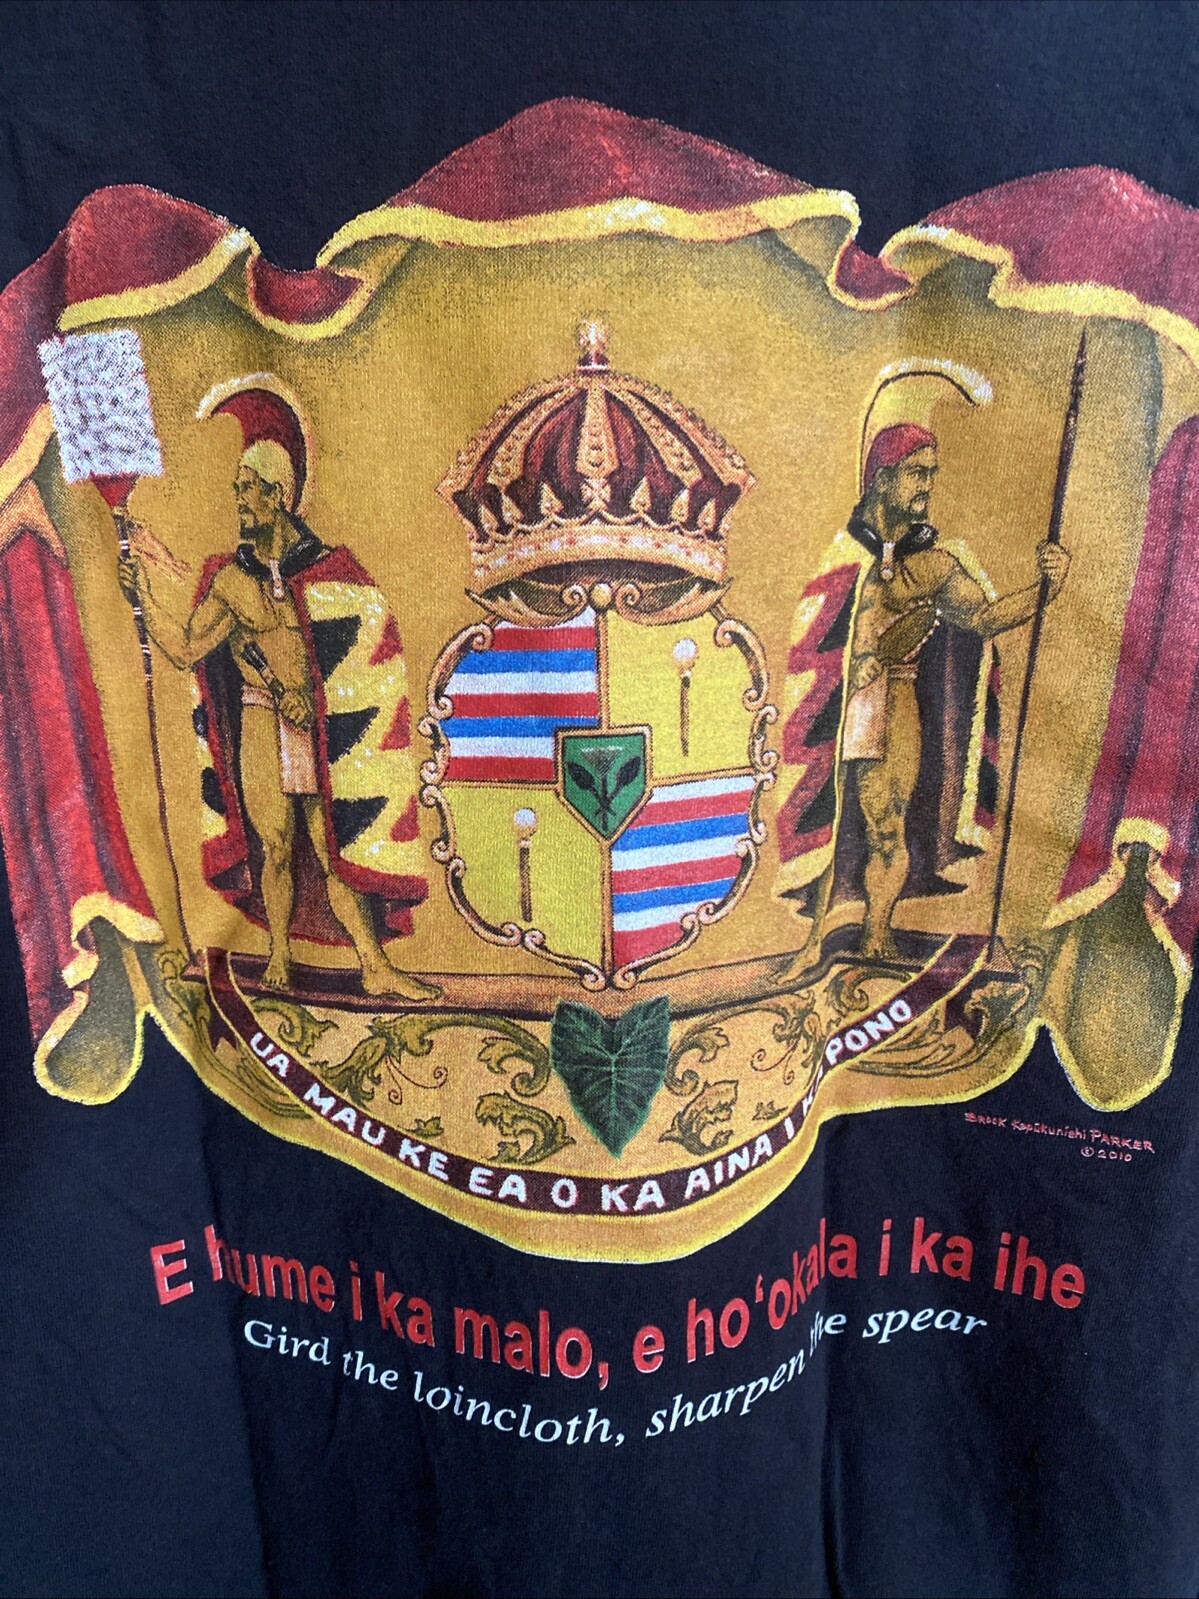 UA MAU KE EA O KA AINA I KA PONO
BROCK Kapūkuniahi PARKER
© 2010
E hume i ka malo, e ho‘okala i ka ihe
Gird the loincloth, sharpen the spear